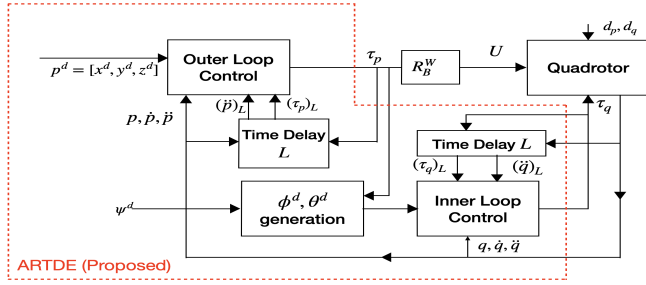 d_p, d_q
p^d = [x^d, y^d, z^d]
Outer Loop
Control
τ_p
R_B^W
U
Quadrotor
p, ṗ, p̈
(p̈)_L
(τ_p)_L
τ_q
Time Delay
L
Time Delay L
(τ_q)_L
(q̈)_L
ψ^d
ϕ^d, θ^d
generation
Inner Loop
Control
q, q̇, q̈
ARTDE (Proposed)